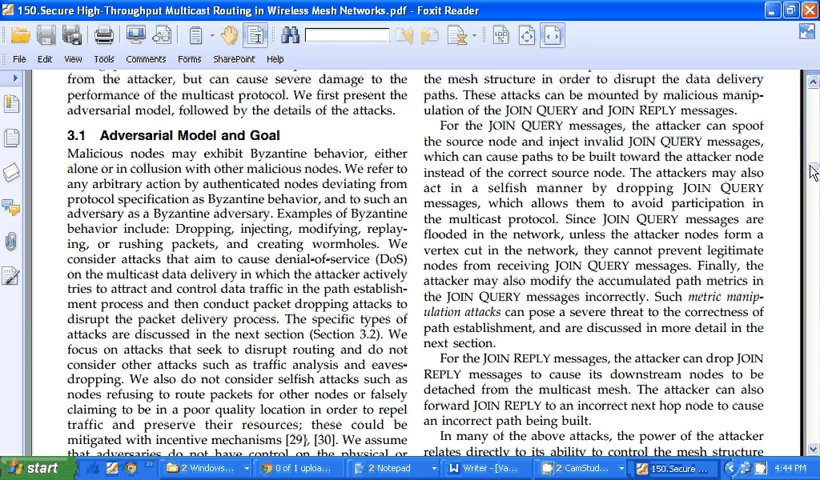 150.Secure High-Throughput Multicast Routing in Wireless Mesh Networks.pdf - Foxit Reader
File Edit View Tools Comments Forms SharePoint Help
from the attacker, but can cause severe damage to the
performance of the multicast protocol. We first present the
adversarial model, followed by the details of the attacks.
3.1 Adversarial Model and Goal
Malicious nodes may exhibit Byzantine behavior, either
alone or in collusion with other malicious nodes. We refer to
any arbitrary action by authenticated nodes deviating from
protocol specification as Byzantine behavior, and to such an
adversary as a Byzantine adversary. Examples of Byzantine
behavior include: Dropping, injecting, modifying, replay-
ing, or rushing packets, and creating wormholes. We
consider attacks that aim to cause denial-of-service (DoS)
on the multicast data delivery in which the attacker actively
tries to attract and control data traffic in the path establish-
ment process and then conduct packet dropping attacks to
disrupt the packet delivery process. The specific types of
attacks are discussed in the next section (Section 3.2). We
focus on attacks that seek to disrupt routing and do not
consider other attacks such as traffic analysis and eaves-
dropping. We also do not consider selfish attacks such as
nodes refusing to route packets for other nodes or falsely
claiming to be in a poor quality location in order to repel
traffic and preserve their resources; these could be
mitigated with incentive mechanisms [29], [30]. We assume
that adversaries do not have control on the physical or
the mesh structure in order to disrupt the data delivery
paths. These attacks can be mounted by malicious manip-
ulation of the JOIN QUERY and JOIN REPLY messages.
For the JOIN QUERY messages, the attacker can spoof
the source node and inject invalid JOIN QUERY messages,
which can cause paths to be built toward the attacker node
instead of the correct source node. The attackers may also
act in a selfish manner by dropping JOIN QUERY
messages, which allows them to avoid participation in
the multicast protocol. Since JOIN QUERY messages are
flooded in the network, unless the attacker nodes form a
vertex cut in the network, they cannot prevent legitimate
nodes from receiving JOIN QUERY messages. Finally, the
attacker may also modify the accumulated path metrics in
the JOIN QUERY messages incorrectly. Such metric manip-
ulation attacks can pose a severe threat to the correctness of
path establishment, and are discussed in more detail in the
next section.
For the JOIN REPLY messages, the attacker can drop JOIN
REPLY messages to cause its downstream nodes to be
detached from the multicast mesh. The attacker can also
forward JOIN REPLY to an incorrect next hop node to cause
an incorrect path being built.
In many of the above attacks, the power of the attacker
relates directly to its ability to control the mesh structure
start 2 Windows... 0 of 1 uploa... 2 Notepad Writer - [Va... 2 CamStud... 150.Secure ... 4:44 PM